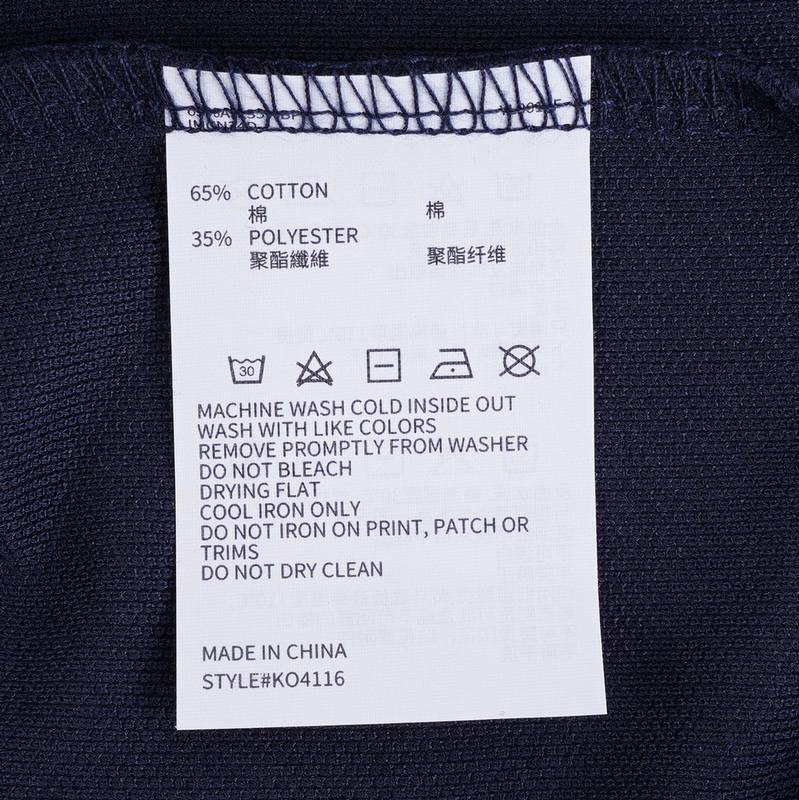 65% COTTON
棉 棉
35% POLYESTER
聚酯纖維 聚酯纤维
30
MACHINE WASH COLD INSIDE OUT
WASH WITH LIKE COLORS
REMOVE PROMPTLY FROM WASHER
DO NOT BLEACH
DRYING FLAT
COOL IRON ONLY
DO NOT IRON ON PRINT, PATCH OR
TRIMS
DO NOT DRY CLEAN
MADE IN CHINA
STYLE#KO4116